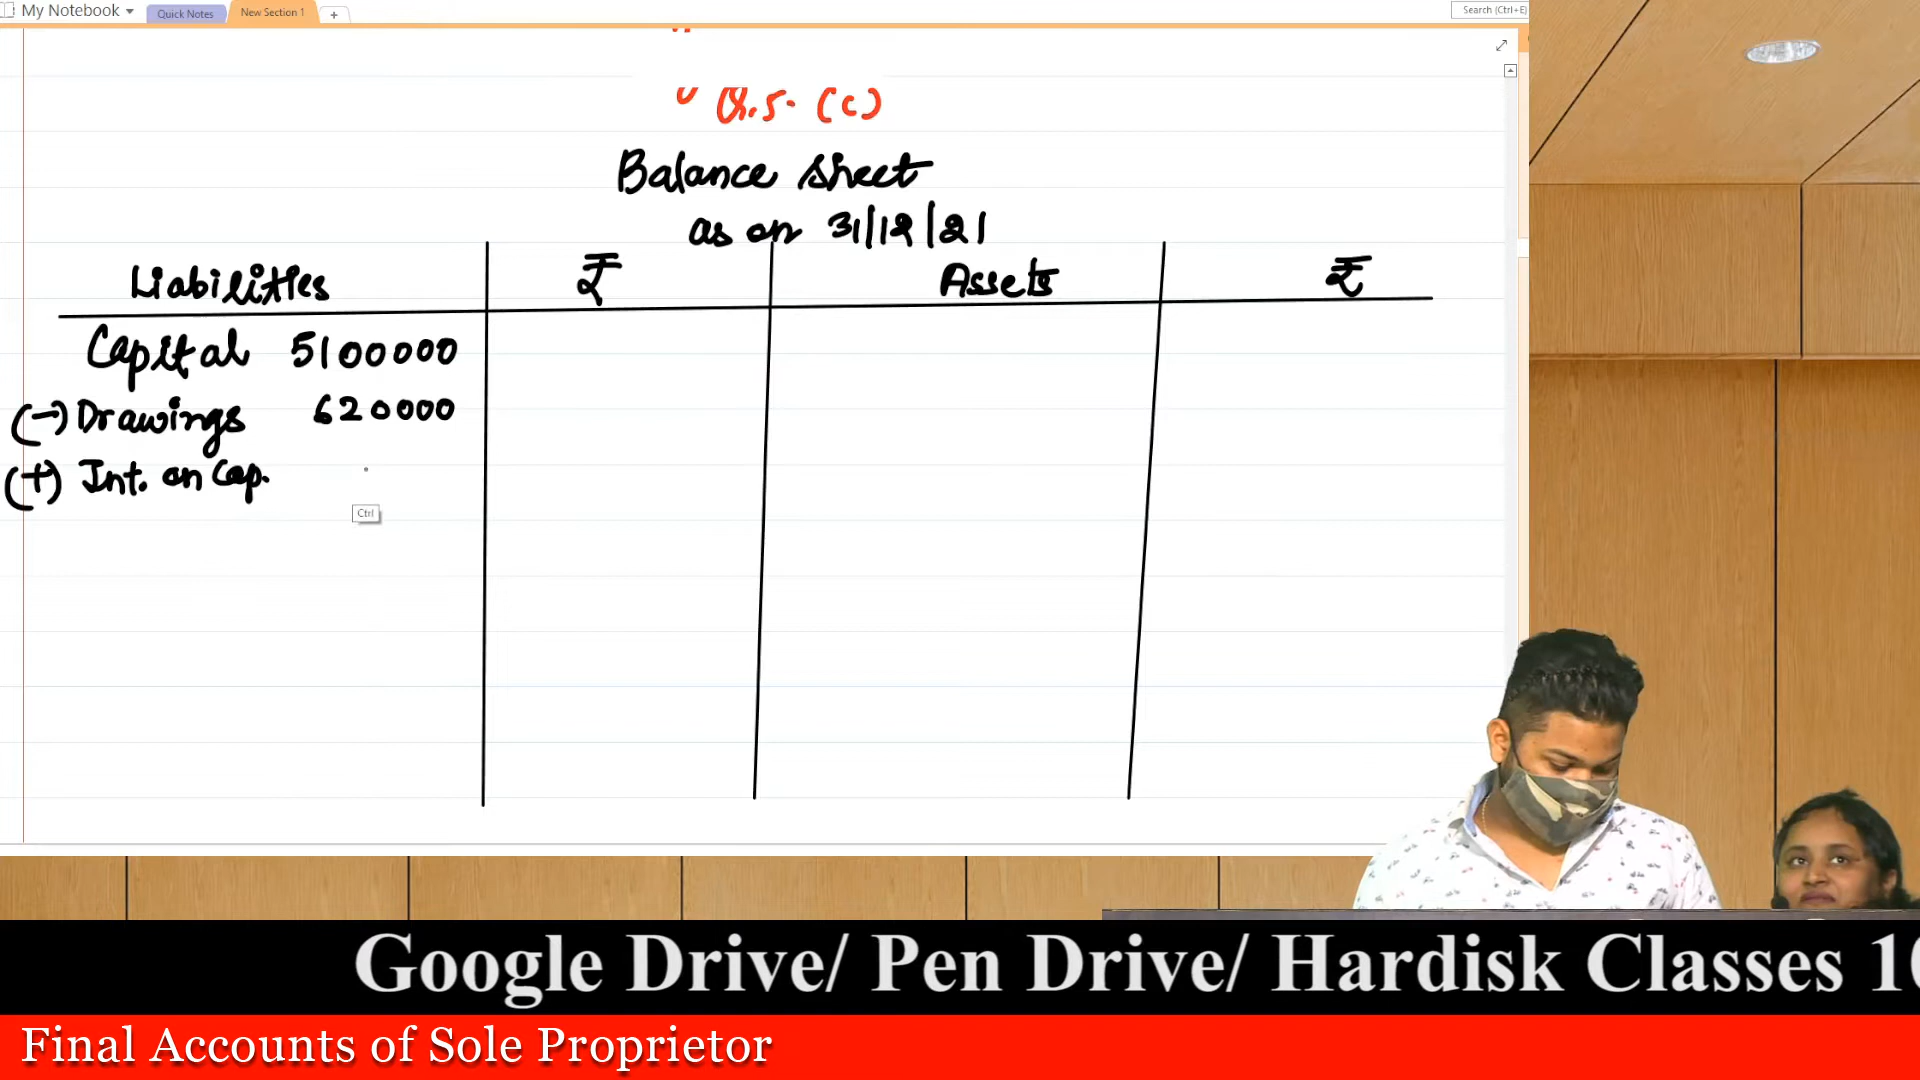 My Notebook
Quick Notes
New Section 1
+
Search (Ctrl+E)
Q.5. (c)
Balance Sheet
as on 31/12/21
Liabilities ₹ Assets ₹
Capital 5100000
(-) Drawings 620000
(+) Int. on Cap.
Ctrl
Google Drive/ Pen Drive/ Hardisk Classes 10
Final Accounts of Sole Proprietor